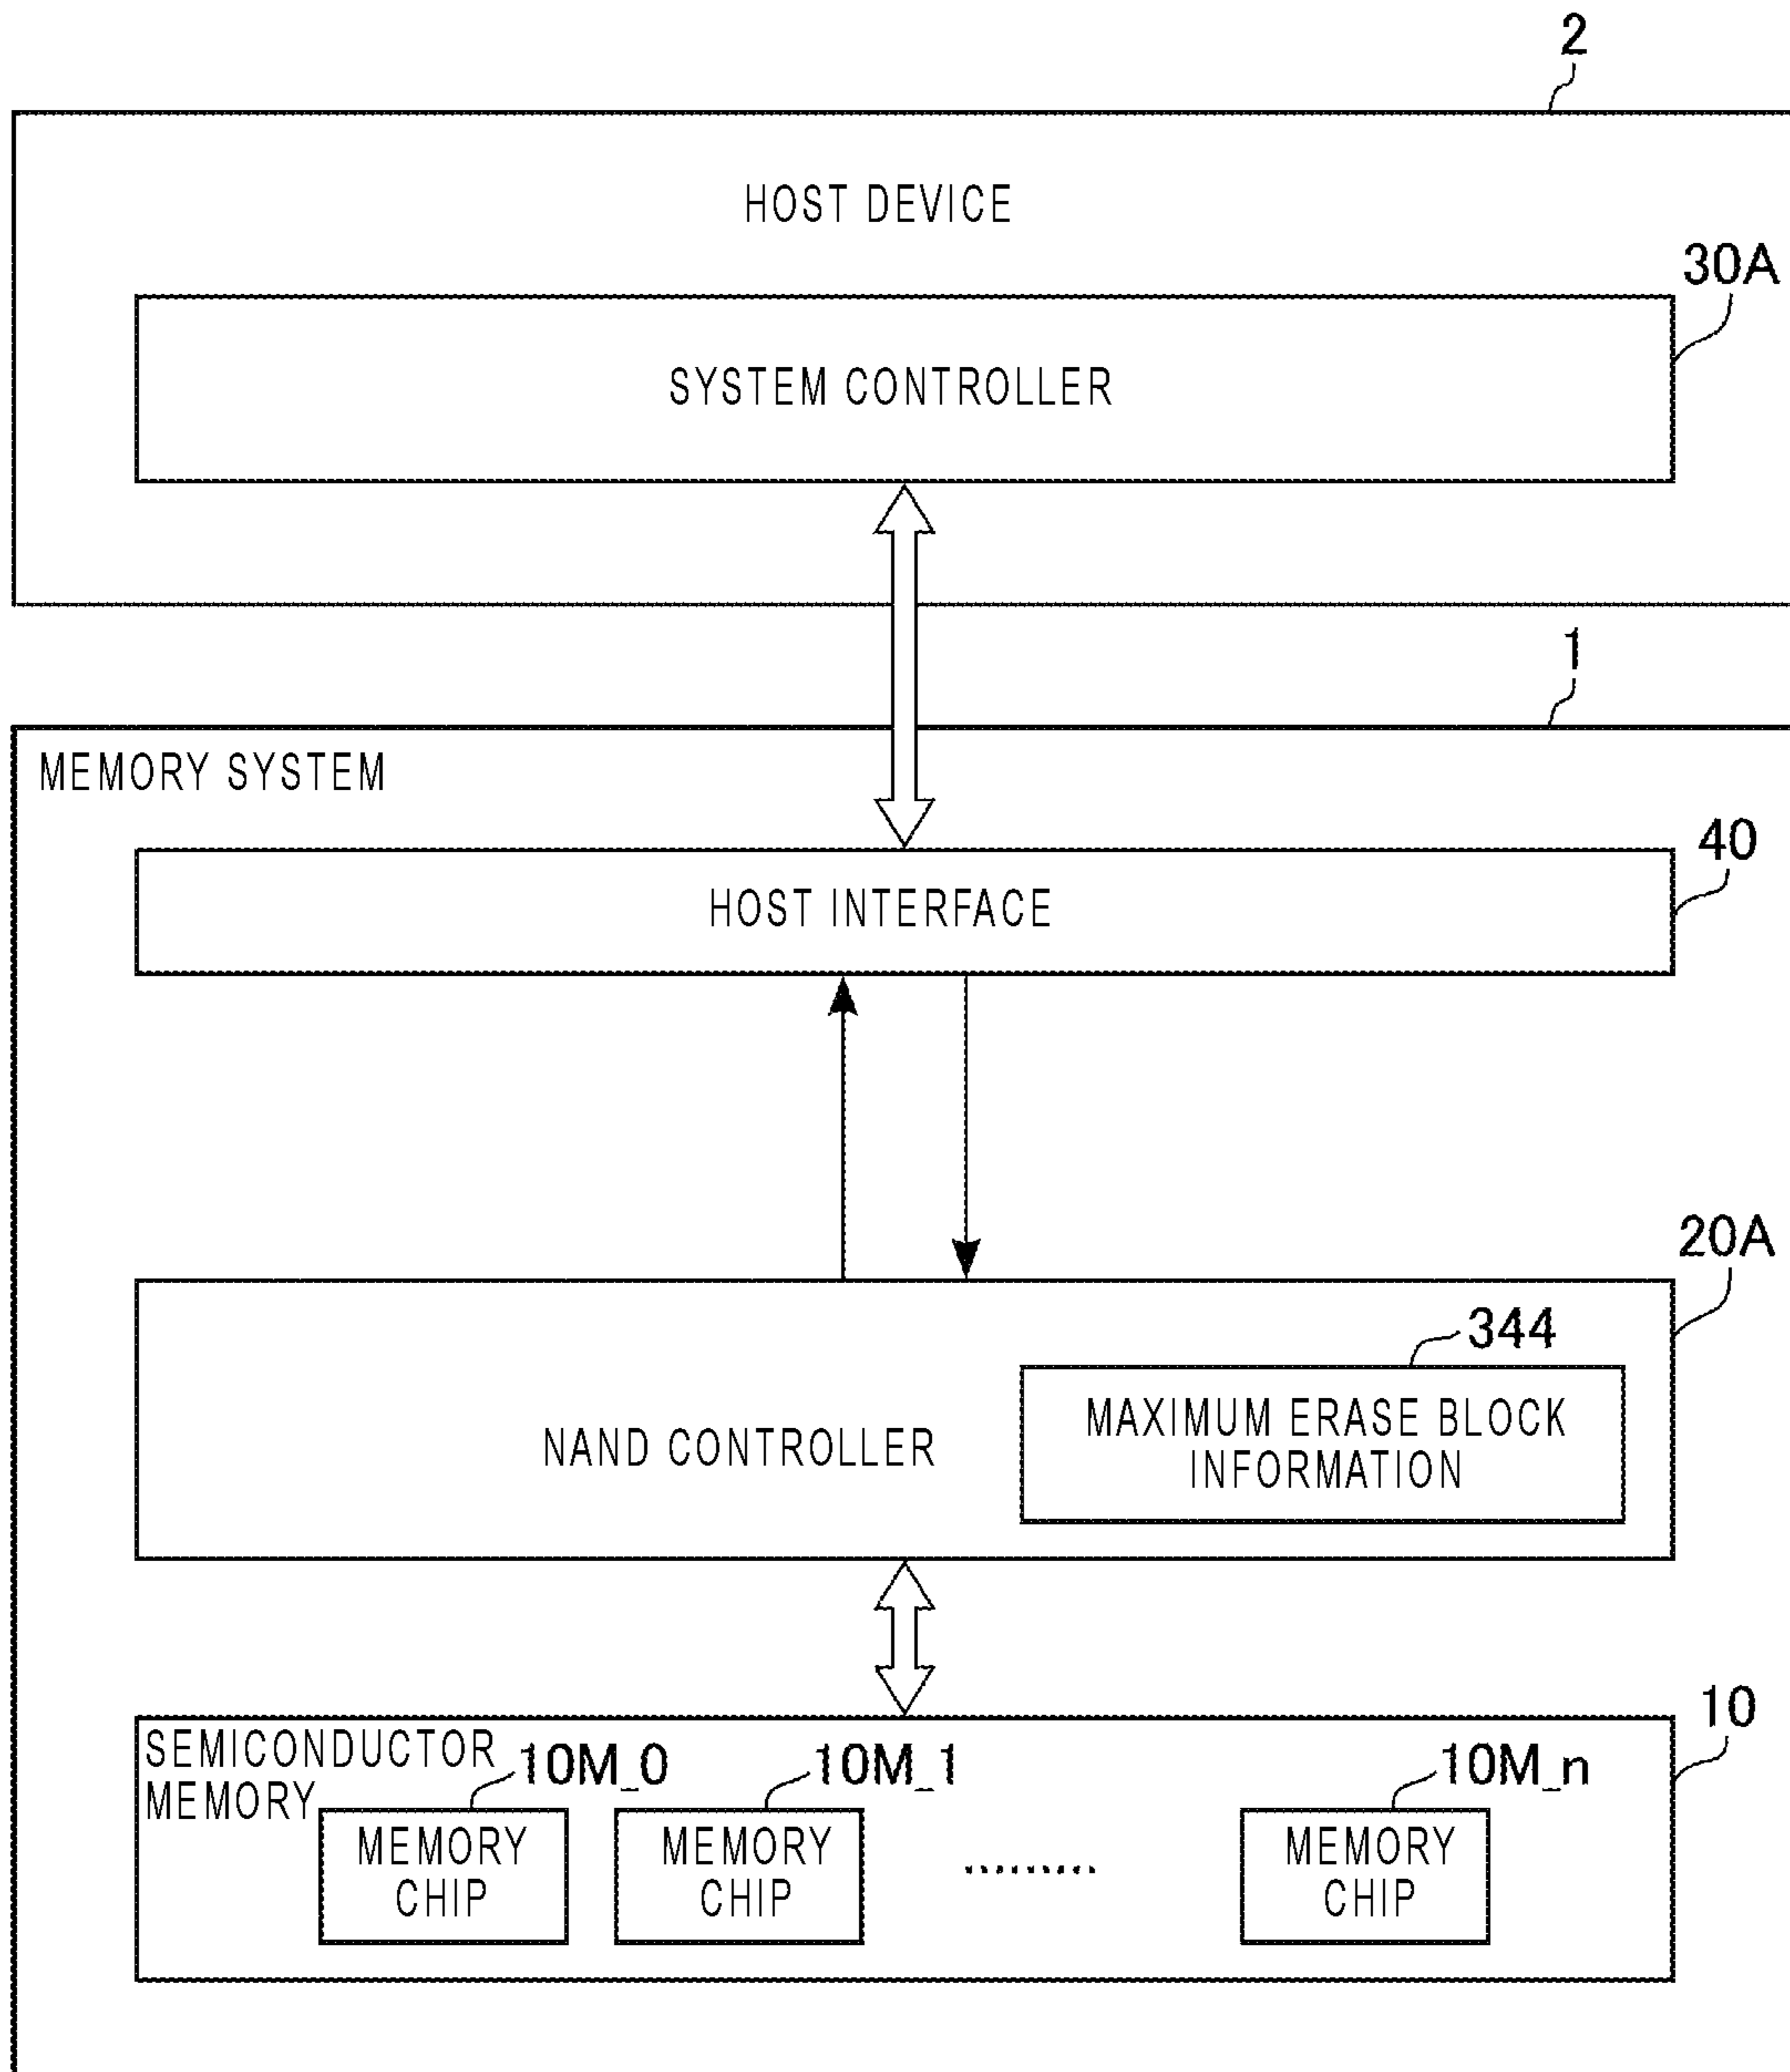 2
HOST DEVICE
30A
SYSTEM CONTROLLER
1
MEMORY SYSTEM
40
HOST INTERFACE
20A
344
MAXIMUM ERASE BLOCK
INFORMATION
NAND CONTROLLER
10
SEMICONDUCTOR
MEMORY
10M_0
10M_1
10M_n
MEMORY
CHIP
MEMORY
CHIP
MEMORY
CHIP